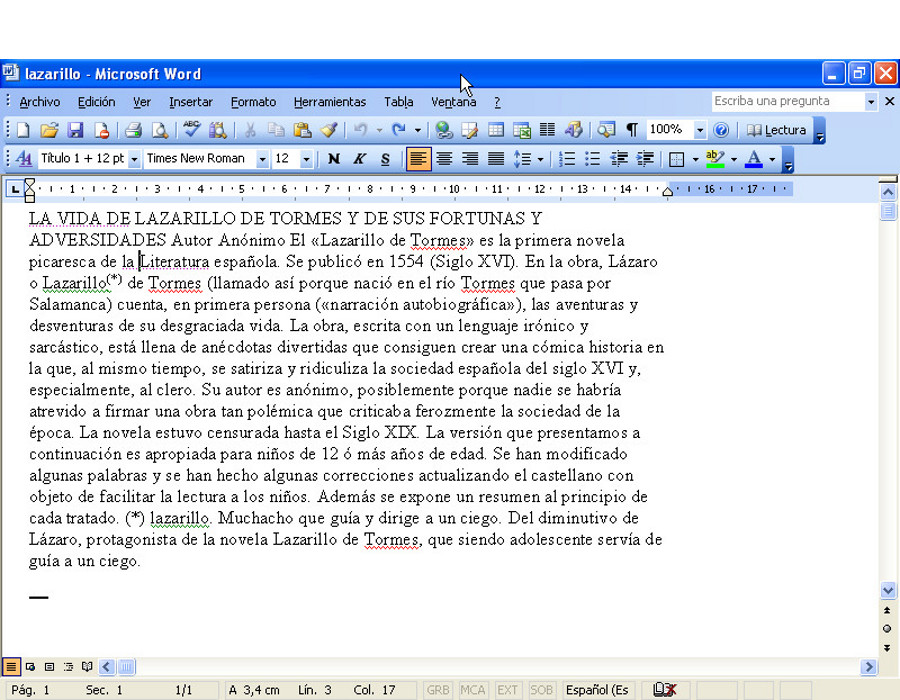 lazarillo - Microsoft Word
Archivo Edición Ver Insertar Formato Herramientas Tabla Ventana ? Escriba una pregunta
100% Lectura
Título 1 + 12 pt Times New Roman 12 N K S
1 1 2 3 4 5 6 7 8 9 10 11 12 13 14 16 17
LA VIDA DE LAZARILLO DE TORMES Y DE SUS FORTUNAS Y
ADVERSIDADES Autor Anónimo El «Lazarillo de Tormes» es la primera novela
picaresca de la Literatura española. Se publicó en 1554 (Siglo XVI). En la obra, Lázaro
o Lazarillo(*) de Tormes (llamado así porque nació en el río Tormes que pasa por
Salamanca) cuenta, en primera persona («narración autobiográfica»), las aventuras y
desventuras de su desgraciada vida. La obra, escrita con un lenguaje irónico y
sarcástico, está llena de anécdotas divertidas que consiguen crear una cómica historia en
la que, al mismo tiempo, se satiriza y ridiculiza la sociedad española del siglo XVI y,
especialmente, al clero. Su autor es anónimo, posiblemente porque nadie se habría
atrevido a firmar una obra tan polémica que criticaba ferozmente la sociedad de la
época. La novela estuvo censurada hasta el Siglo XIX. La versión que presentamos a
continuación es apropiada para niños de 12 ó más años de edad. Se han modificado
algunas palabras y se han hecho algunas correcciones actualizando el castellano con
objeto de facilitar la lectura a los niños. Además se expone un resumen al principio de
cada tratado. (*) lazarillo. Muchacho que guía y dirige a un ciego. Del diminutivo de
Lázaro, protagonista de la novela Lazarillo de Tormes, que siendo adolescente servía de
guía a un ciego.
Pág. 1 Sec. 1 1/1 A 3,4 cm Lín. 3 Col. 17 GRB MCA EXT SOB Español (Es